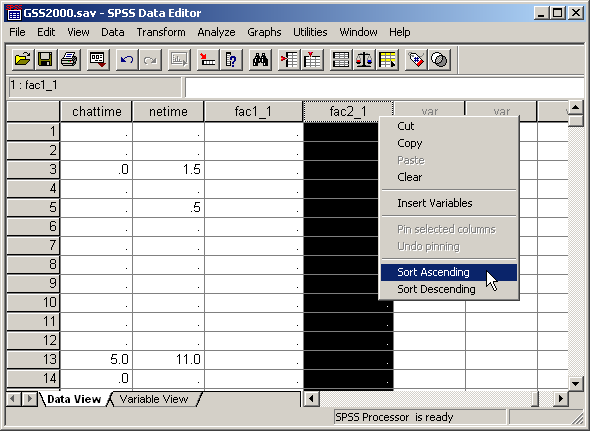 GSS2000.sav - SPSS Data Editor
File Edit View Data Transform Analyze Graphs Utilities Window Help
1 : fac1_1
chattime netime fac1_1 fac2_1 var var
1 . . .
2 . . .
3 .0 1.5 .
4 . . .
5 . .5 .
6 . . .
7 . . .
8 . . .
9 . . .
10 . . .
11 . . .
12 . . .
13 5.0 11.0 .
14 .0 . .
Cut
Copy
Paste
Clear
Insert Variables
Pin selected columns
Undo pinning
Sort Ascending
Sort Descending
Data View Variable View
SPSS Processor is ready